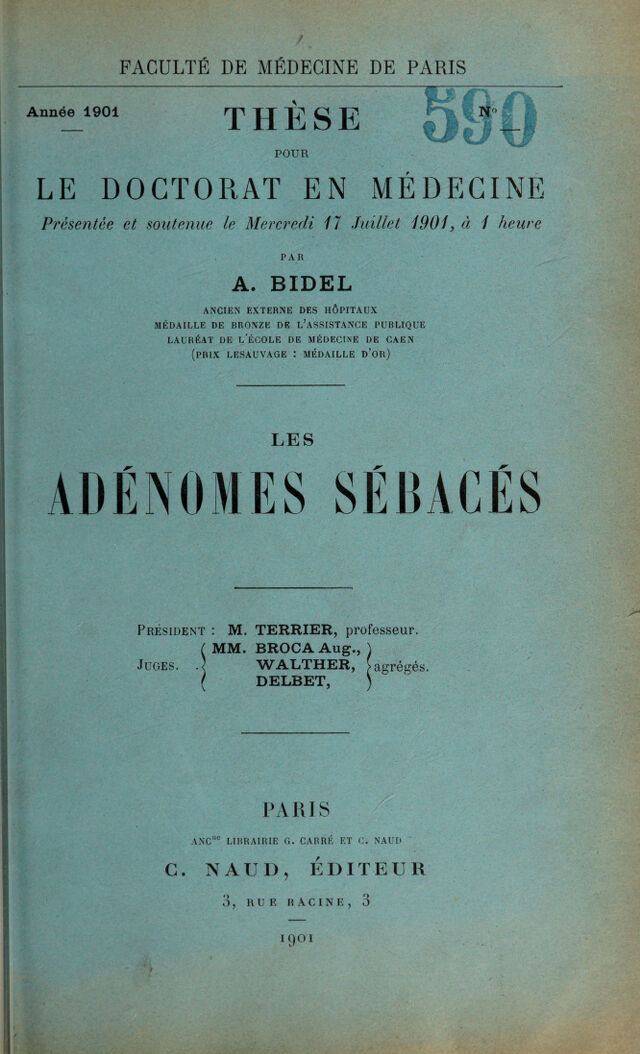 FACULTÉ DE MÉDECINE DE PARIS
Année 1901
THÈSE
590
N°
POUR
LE DOCTORAT EN MÉDECINE
Présentée et soutenue le Mercredi 17 Juillet 1901, à 1 heure
PAR
A. BIDEL
ANCIEN EXTERNE DES HÔPITAUX
MÉDAILLE DE BRONZE DE L'ASSISTANCE PUBLIQUE
LAURÉAT DE L'ÉCOLE DE MÉDECINE DE CAEN
(PRIX LESAUVAGE : MÉDAILLE D'OR)
LES
ADÉNOMES SÉBACÉS
PRÉSIDENT : M. TERRIER, professeur.
MM. BROCA Aug.,
JUGES. . WALTHER, agrégés.
DELBET,
PARIS
ANCⁿᵉ LIBRAIRIE G. CARRÉ ET C. NAUD
C. NAUD, ÉDITEUR
3, RUE RACINE, 3
1901